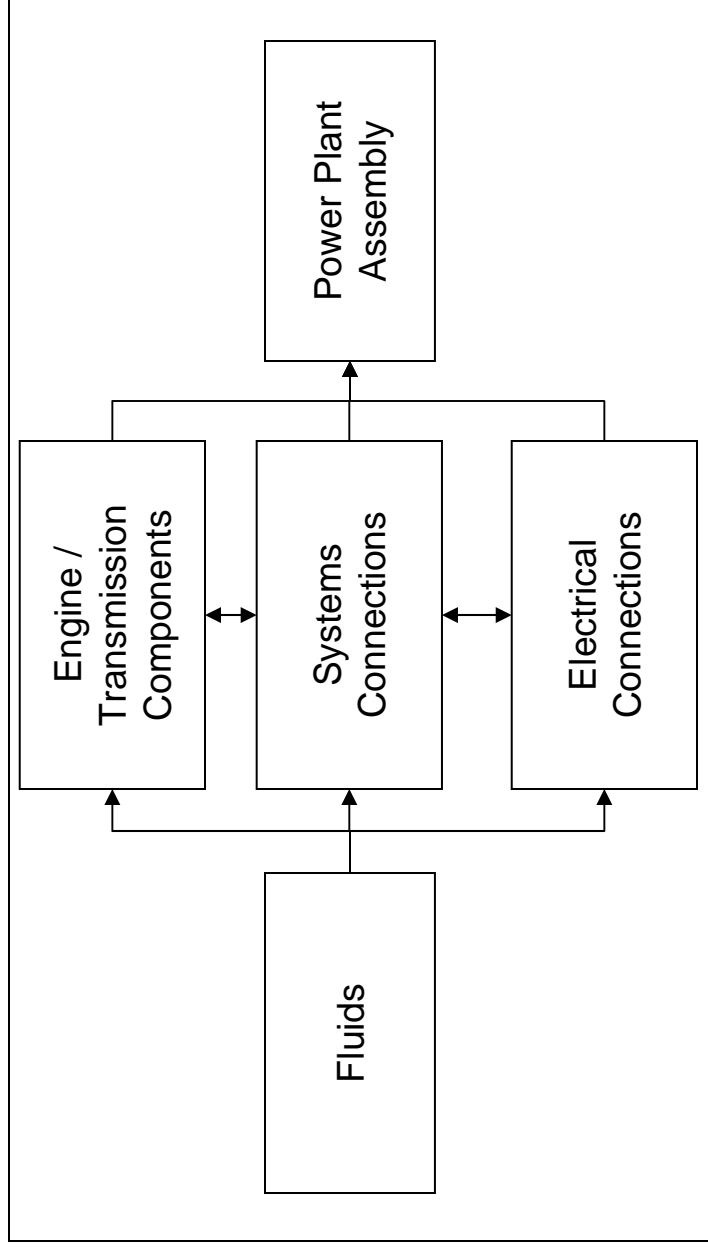 Fluids
Engine /
Transmission
Components
Systems
Connections
Electrical
Connections
Power Plant
Assembly